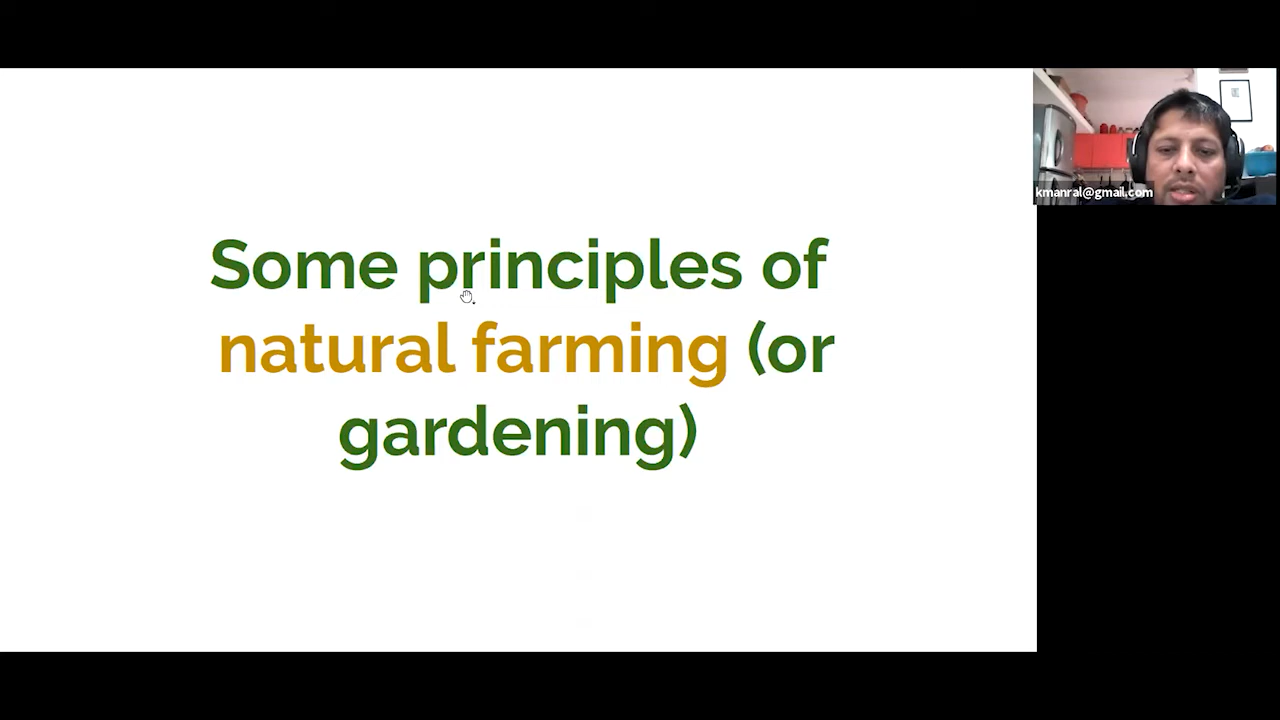 Some principles of
natural farming (or
gardening)
kmanral@gmail.com